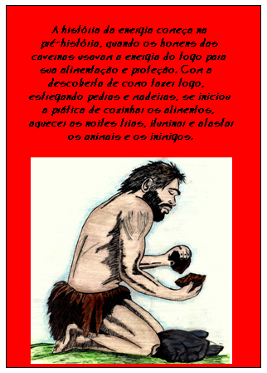 A história da energia começa na
pré-história, quando os homens das
cavernas usavam a energia do fogo para
sua alimentação e proteção. Com a
descoberta de como fazer fogo,
esfregando pedras e madeiras, se iniciou
a prática de cozinhar os alimentos,
aquecer as noites frias, iluminar e afastar
os animais e os inimigos.